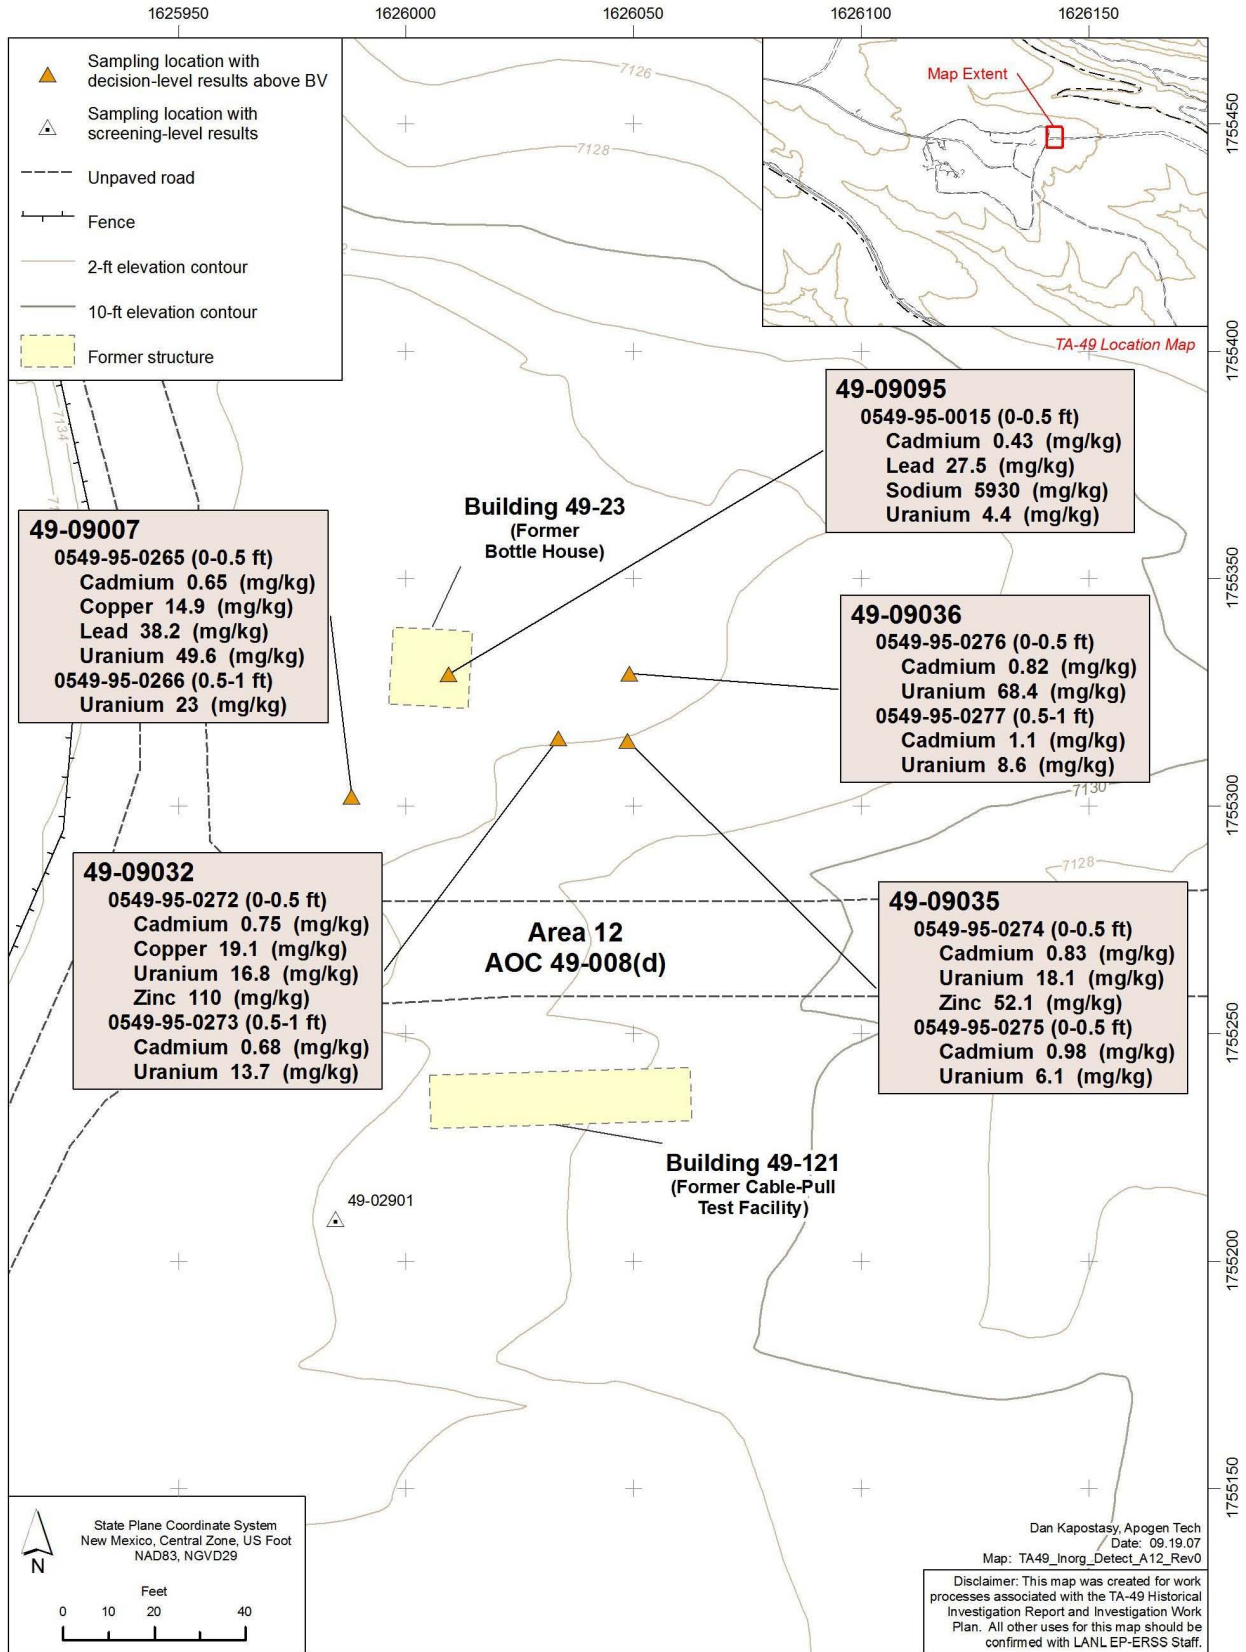 1625950 1626000 1626050 1626100 1626150
Sampling location with
decision-level results above BV
Sampling location with
screening-level results
Unpaved road
Fence
2-ft elevation contour
10-ft elevation contour
Former structure
7126
7128
Map Extent
TA-49 Location Map
1755450
1755400
1755350
1755300
1755250
1755200
1755150
7134
49-09095
0549-95-0015 (0-0.5 ft)
Cadmium 0.43 (mg/kg)
Lead 27.5 (mg/kg)
Sodium 5930 (mg/kg)
Uranium 4.4 (mg/kg)
Building 49-23
(Former
Bottle House)
49-09007
0549-95-0265 (0-0.5 ft)
Cadmium 0.65 (mg/kg)
Copper 14.9 (mg/kg)
Lead 38.2 (mg/kg)
Uranium 49.6 (mg/kg)
0549-95-0266 (0.5-1 ft)
Uranium 23 (mg/kg)
49-09036
0549-95-0276 (0-0.5 ft)
Cadmium 0.82 (mg/kg)
Uranium 68.4 (mg/kg)
0549-95-0277 (0.5-1 ft)
Cadmium 1.1 (mg/kg)
Uranium 8.6 (mg/kg)
7130
7128
49-09032
0549-95-0272 (0-0.5 ft)
Cadmium 0.75 (mg/kg)
Copper 19.1 (mg/kg)
Uranium 16.8 (mg/kg)
Zinc 110 (mg/kg)
0549-95-0273 (0.5-1 ft)
Cadmium 0.68 (mg/kg)
Uranium 13.7 (mg/kg)
Area 12
AOC 49-008(d)
49-09035
0549-95-0274 (0-0.5 ft)
Cadmium 0.83 (mg/kg)
Uranium 18.1 (mg/kg)
Zinc 52.1 (mg/kg)
0549-95-0275 (0-0.5 ft)
Cadmium 0.98 (mg/kg)
Uranium 6.1 (mg/kg)
Building 49-121
(Former Cable-Pull
Test Facility)
49-02901
N
State Plane Coordinate System
New Mexico, Central Zone, US Foot
NAD83, NGVD29
Feet
0 10 20 40
Dan Kapostasy, Apogen Tech
Date: 09.19.07
Map: TA49_Inorg_Detect_A12_Rev0
Disclaimer: This map was created for work
processes associated with the TA-49 Historical
Investigation Report and Investigation Work
Plan. All other uses for this map should be
confirmed with LANL EP-ERSS Staff.